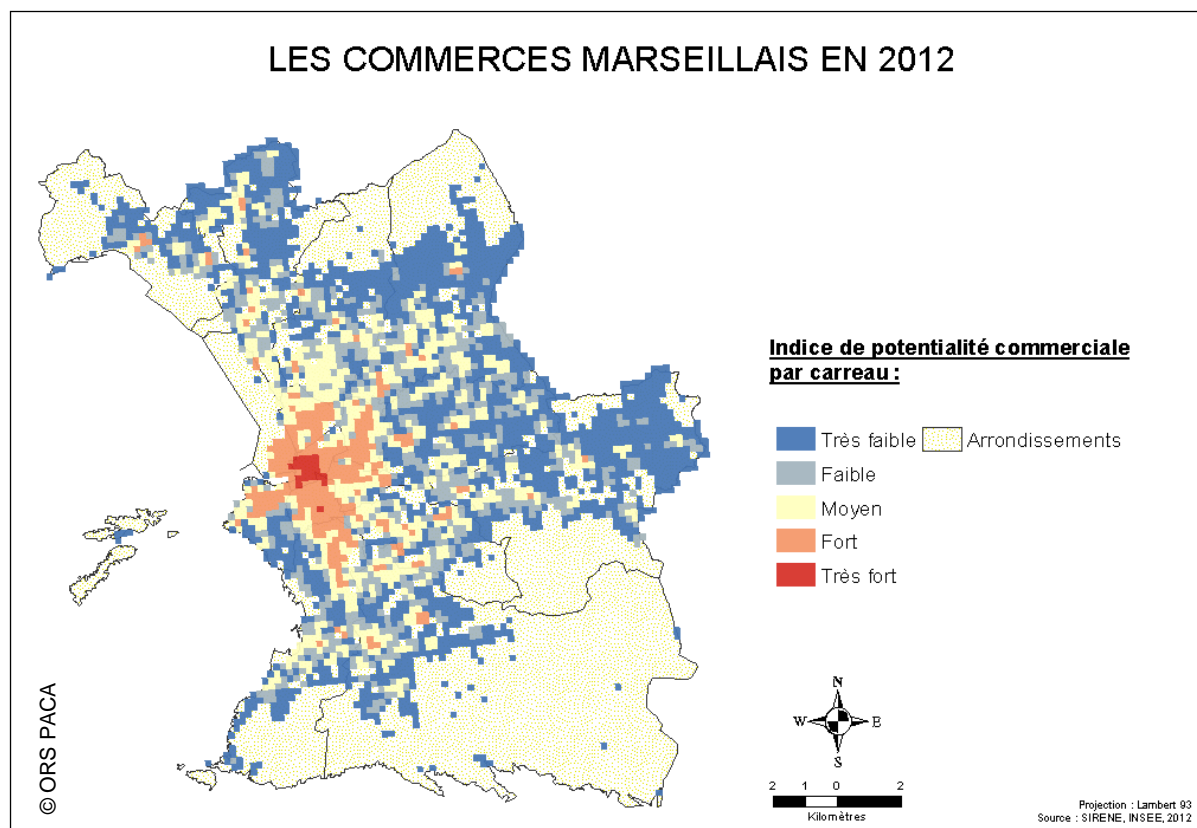 LES COMMERCES MARSEILLAIS EN 2012
Indice de potentialité commerciale
par carreau :
Très faible
Arrondissements
Faible
Moyen
Fort
Très fort
N
W
E
S
2 1 0 2
Kilomètres
© ORS PACA
Projection : Lambert 93
Source : SIRENE, INSEE, 2012